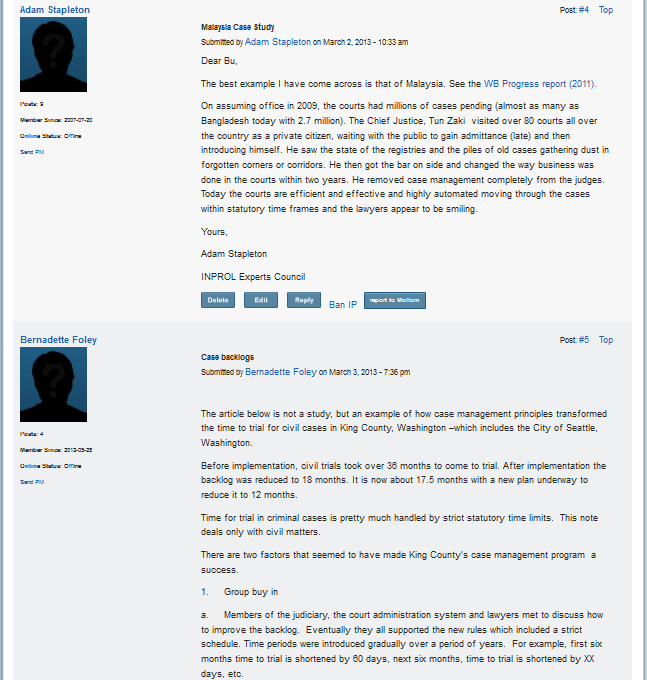 Adam Stapleton
Post: #4 Top
Malaysia Case Study
Submitted by Adam Stapleton on March 2, 2013 - 10:33 am
Posts: 9
Member Since: 2007-07-20
Online Status: Offline
Send PM
Dear Bu,
The best example I have come across is that of Malaysia. See the WB Progress report (2011).
On assuming office in 2009, the courts had millions of cases pending (almost as many as
Bangladesh today with 2.7 million). The Chief Justice, Tun Zaki visited over 80 courts all over
the country as a private citizen, waiting with the public to gain admittance (late) and then
introducing himself. He saw the state of the registries and the piles of old cases gathering dust in
forgotten corners or corridors. He then got the bar on side and changed the way business was
done in the courts within two years. He removed case management completely from the judges.
Today the courts are efficient and effective and highly automated moving through the cases
within statutory time frames and the lawyers appear to be smiling.
Yours,
Adam Stapleton
INPROL Experts Council
Delete Edit Reply Ban IP report to Mollom
Bernadette Foley
Post: #5 Top
Case backlogs
Submitted by Bernadette Foley on March 3, 2013 - 7:36 pm
Posts: 4
Member Since: 2012-05-25
Online Status: Offline
Send PM
The article below is not a study, but an example of how case management principles transformed
the time to trial for civil cases in King County, Washington –which includes the City of Seattle,
Washington.
Before implementation, civil trials took over 36 months to come to trial. After implementation the
backlog was reduced to 18 months. It is now about 17.5 months with a new plan underway to
reduce it to 12 months.
Time for trial in criminal cases is pretty much handled by strict statutory time limits. This note
deals only with civil matters.
There are two factors that seemed to have made King County's case management program a
success.
1. Group buy in
a. Members of the judiciary, the court administration system and lawyers met to discuss how
to improve the backlog. Eventually they all supported the new rules which included a strict
schedule. Time periods were introduced gradually over a period of years. For example, first six
months time to trial is shortened by 60 days, next six months, time to trial is shortened by XX
days, etc.